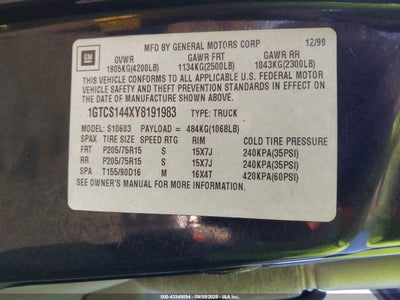 MFD BY GENERAL MOTORS CORP 12/99
GM GVWR GAWR FRT GAWR RR
1905KG(4200LB) 1134KG(2500LB) 1043KG(2300LB)
THIS VEHICLE CONFORMS TO ALL APPLICABLE U.S. FEDERAL MOTOR
VEHICLE SAFETY AND THEFT PREVENTION STANDARDS IN EFFECT ON
THE DATE OF MANUFACTURE SHOWN ABOVE.
1GTCS144XY8191983 TYPE: TRUCK
MODEL: S10603 PAYLOAD = 484KG(1068LB)
SPAX TIRE SIZE SPEED RTG RIM COLD TIRE PRESSURE
FRT P205/75R15 S 15X7J 240KPA(35PSI)
RR P205/75R15 S 15X7J 240KPA(35PSI)
SPA T155/90D16 M 16X4T 420KPA(60PSI)
SEE OWNER'S MANUAL FOR MORE INFORMATION.